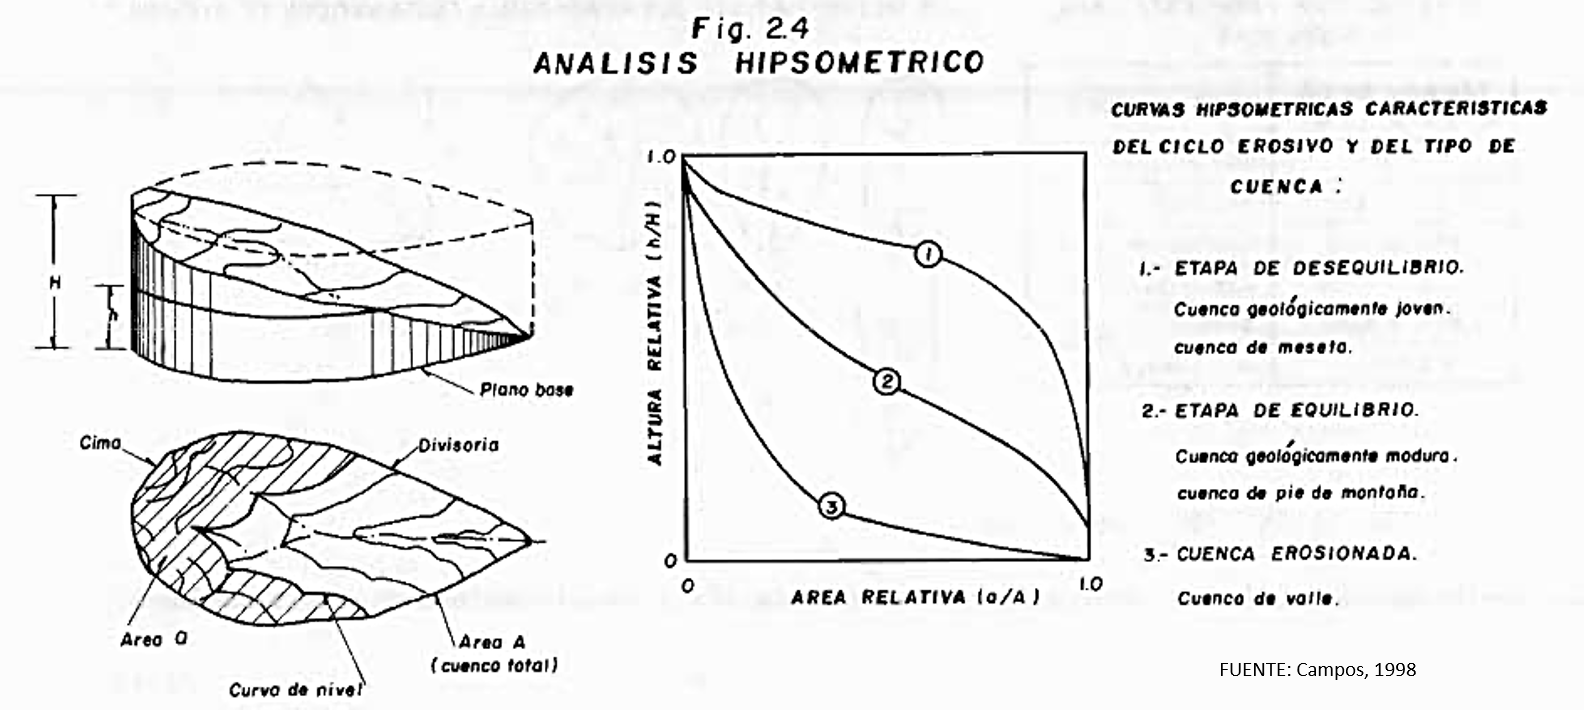 Fig. 2.4
ANALISIS HIPSOMETRICO
H
h
Plano base
Cima
Divisoria
Area a
Area A
(cuenca total)
Curva de nivel
ALTURA RELATIVA (h/H)
1.0
0
1
2
3
0
1.0
AREA RELATIVA (a/A)
CURVAS HIPSOMETRICAS CARACTERISTICAS
DEL CICLO EROSIVO Y DEL TIPO DE
CUENCA :
1.- ETAPA DE DESEQUILIBRIO.
Cuenca geológicamente joven.
cuenca de meseta.
2.- ETAPA DE EQUILIBRIO.
Cuenca geológicamente madura.
cuenca de pie de montaña.
3.- CUENCA EROSIONADA.
Cuenca de valle.
FUENTE: Campos, 1998